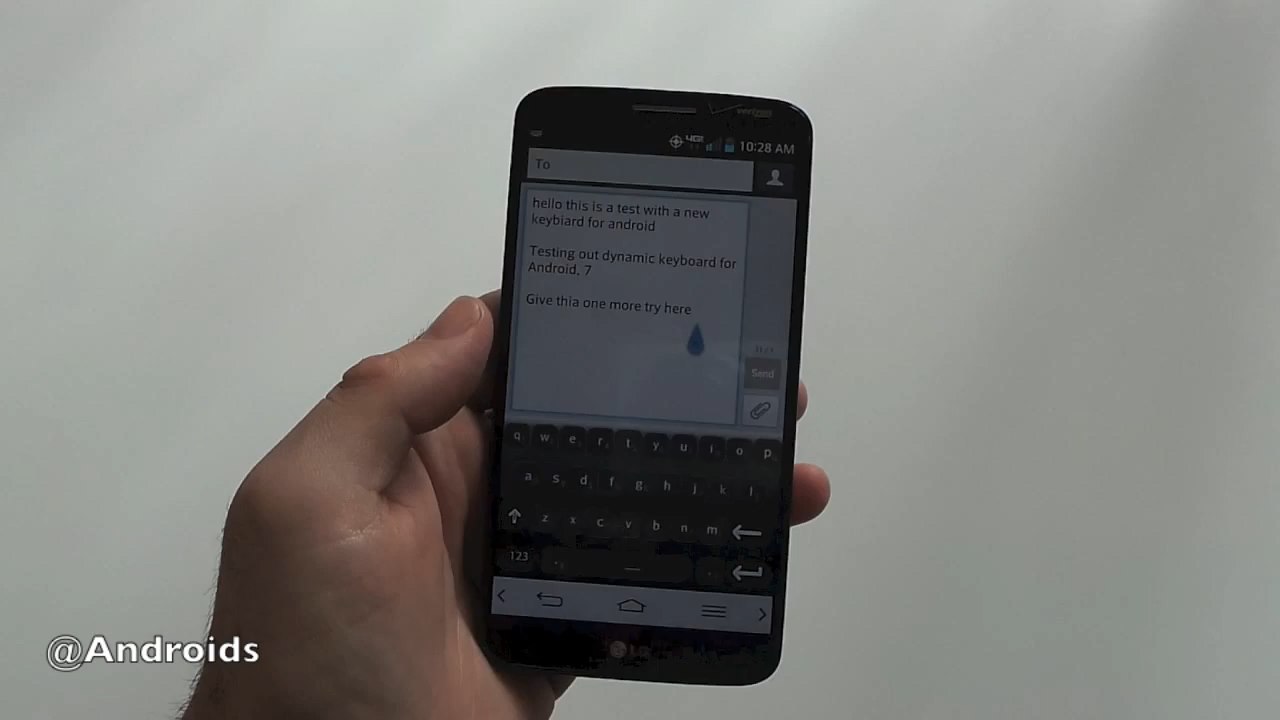 verizon
4G
10:28 AM
To
hello this is a test with a new
keybiard for android
Testing out dynamic keyboard for
Android, 7
Give thia one more try here
Send
q w e r t y u i o p
a s d f g h j k l
z x c v b n m
123
LG
@Androids